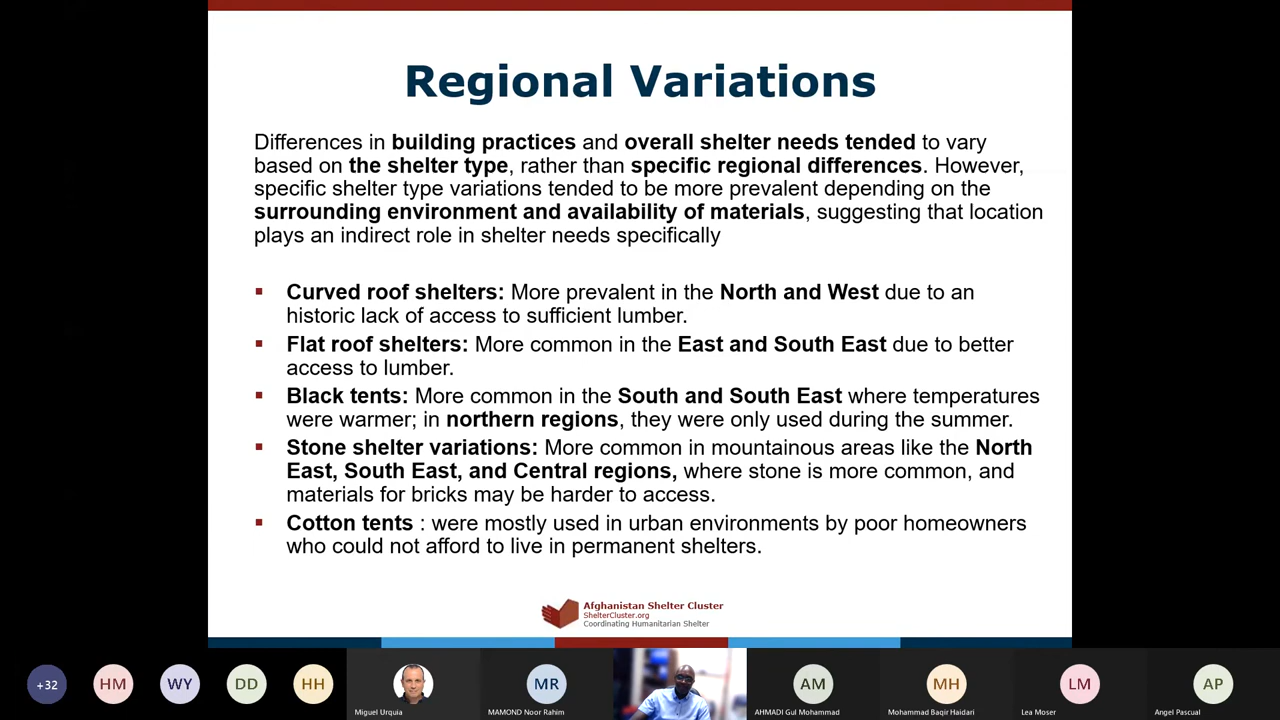 Regional Variations
Differences in building practices and overall shelter needs tended to vary
based on the shelter type, rather than specific regional differences. However,
specific shelter type variations tended to be more prevalent depending on the
surrounding environment and availability of materials, suggesting that location
plays an indirect role in shelter needs specifically
▪ Curved roof shelters: More prevalent in the North and West due to an
historic lack of access to sufficient lumber.
▪ Flat roof shelters: More common in the East and South East due to better
access to lumber.
▪ Black tents: More common in the South and South East where temperatures
were warmer; in northern regions, they were only used during the summer.
▪ Stone shelter variations: More common in mountainous areas like the North
East, South East, and Central regions, where stone is more common, and
materials for bricks may be harder to access.
▪ Cotton tents : were mostly used in urban environments by poor homeowners
who could not afford to live in permanent shelters.
Afghanistan Shelter Cluster
ShelterCluster.org
Coordinating Humanitarian Shelter
+32 HM WY DD HH MR AM MH LM AP
Miguel Urquia MAMOND Noor Rahim AHMADI Gul Mohammad Mohammad Baqir Haidari Lea Moser Angel Pascual